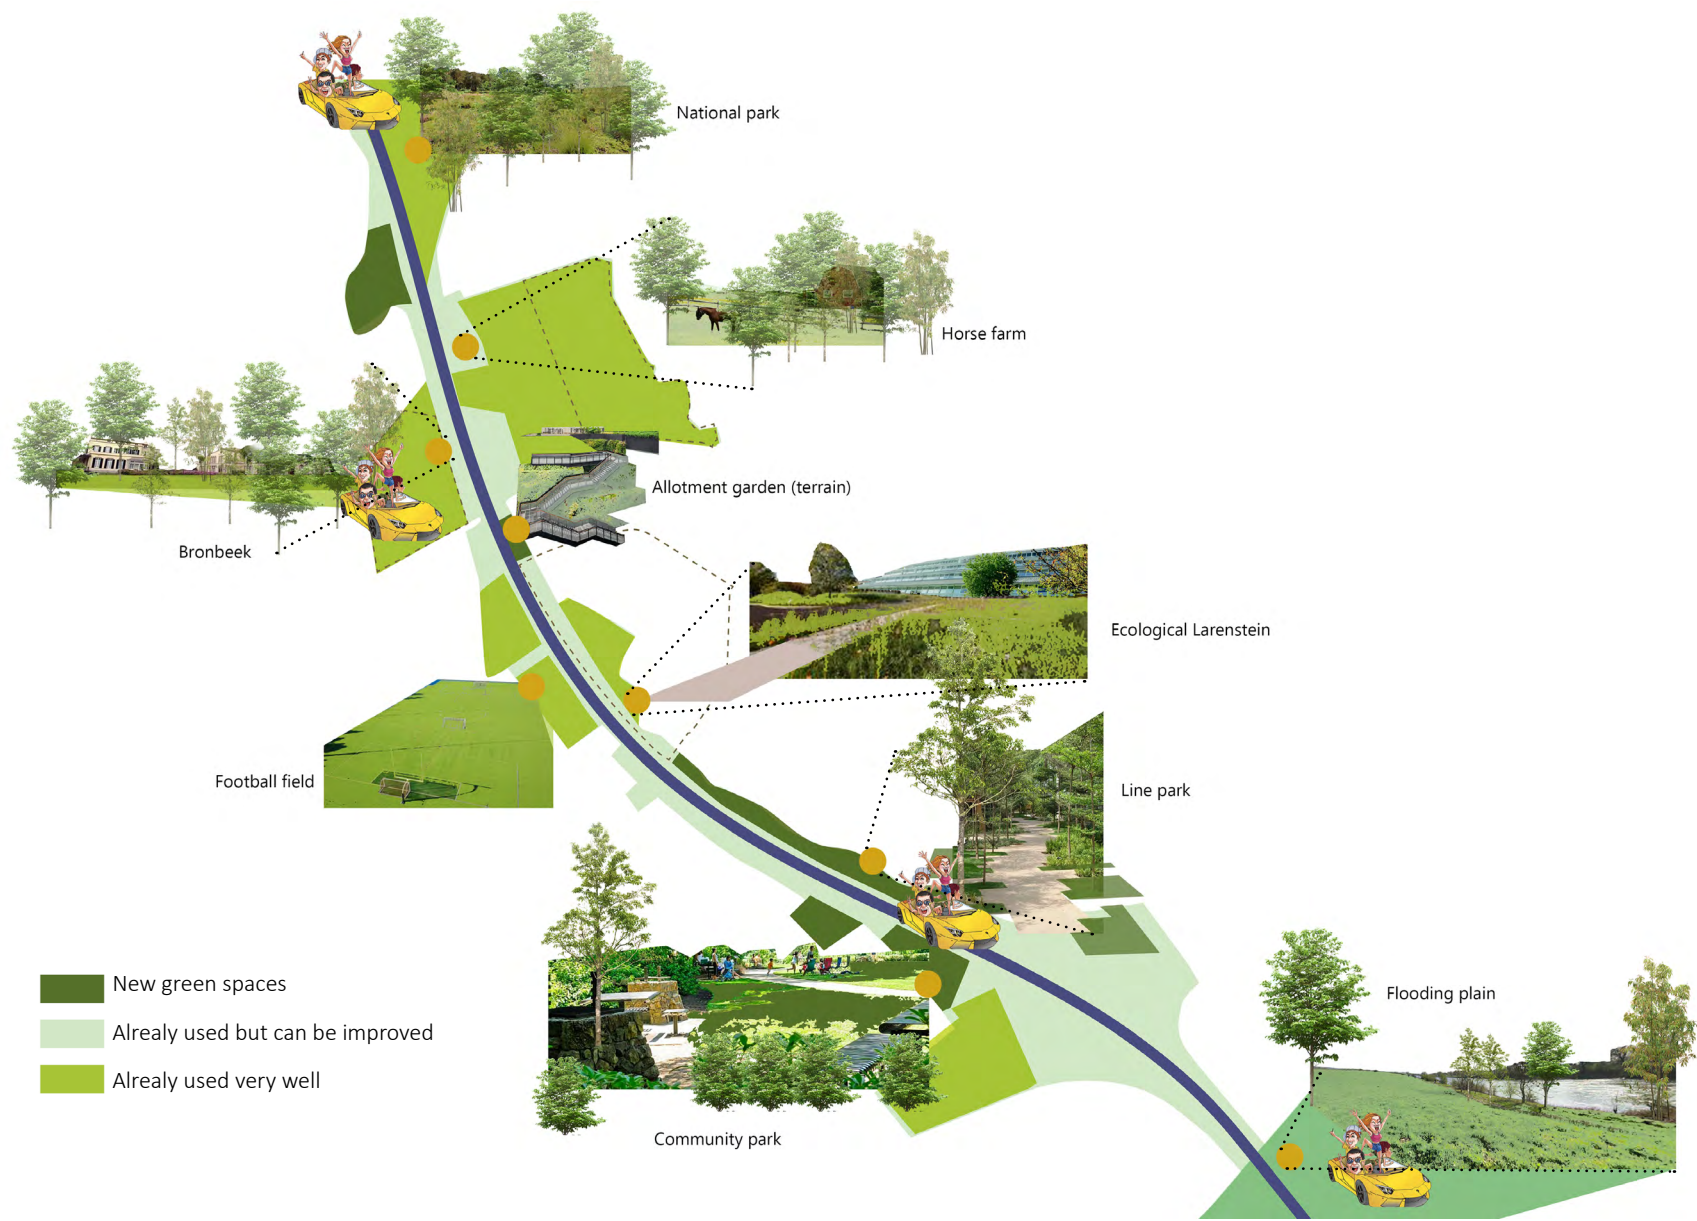 National park
Horse farm
Allotment garden (terrain)
Bronbeek
Ecological Larenstein
Football field
Line park
New green spaces
Alrealy used but can be improved
Alrealy used very well
Flooding plain
Community park